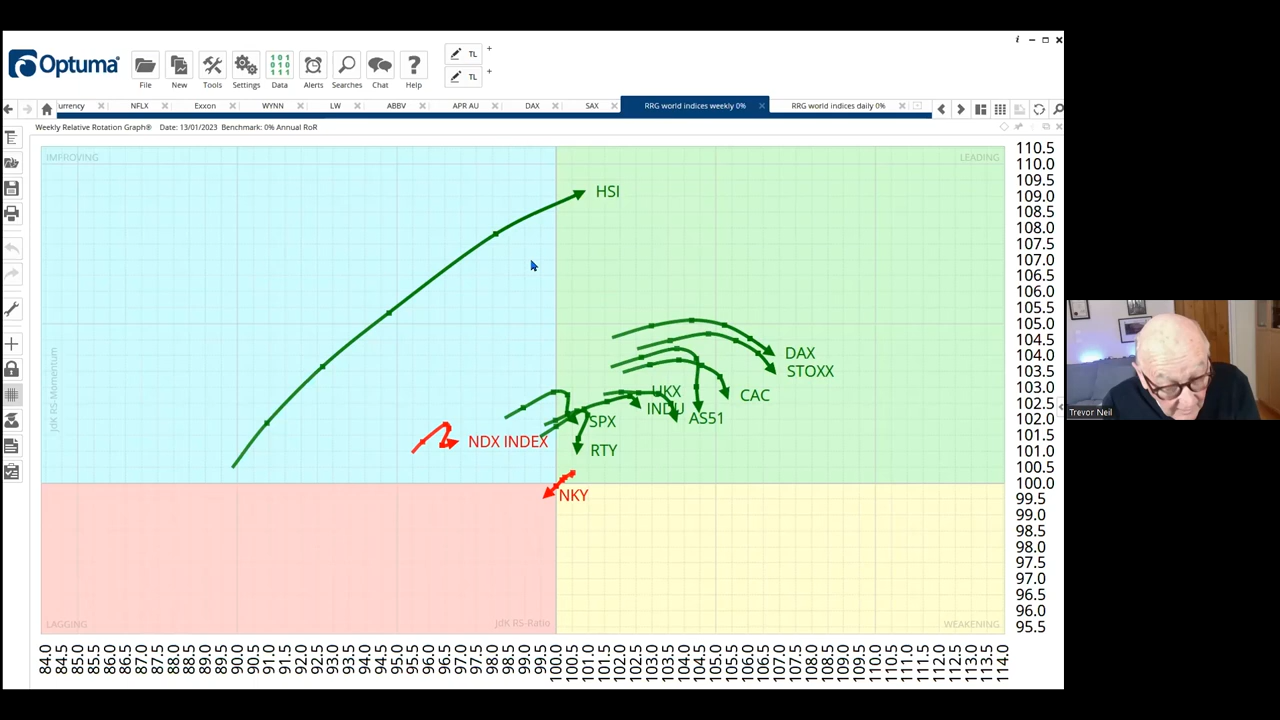 Optuma
File New Tools Settings Data Alerts Searches Chat Help
TL +
TL +
urrency NFLX Exxon WYNN LW ABBV APR AU DAX SAX RRG world indices weekly 0% RRG world indices daily 0%
Weekly Relative Rotation Graph® Date: 13/01/2023 Benchmark: 0% Annual RoR
IMPROVING
LEADING
HSI
DAX
STOXX
UKX
CAC
INDU
AS51
SPX
NDX INDEX
RTY
NKY
JdK RS-Momentum
JdK RS-Ratio
LAGGING
WEAKENING
110.5
110.0
109.5
109.0
108.5
108.0
107.5
107.0
106.5
106.0
105.5
105.0
104.5
104.0
103.5
103.0
102.5
102.0
101.5
101.0
100.5
100.0
99.5
99.0
98.5
98.0
97.5
97.0
96.5
96.0
95.5
84.0 84.5 85.0 85.5 86.0 86.5 87.0 87.5 88.0 88.5 89.0 89.5 90.0 90.5 91.0 91.5 92.0 92.5 93.0 93.5 94.0 94.5 95.0 95.5 96.0 96.5 97.0 97.5 98.0 98.5 99.0 99.5 100.0 100.5 101.0 101.5 102.0 102.5 103.0 103.5 104.0 104.5 105.0 105.5 106.0 106.5 107.0 107.5 108.0 108.5 109.0 109.5 110.0 110.5 111.0 111.5 112.0 112.5 113.0 113.5 114.0
Trevor Neil